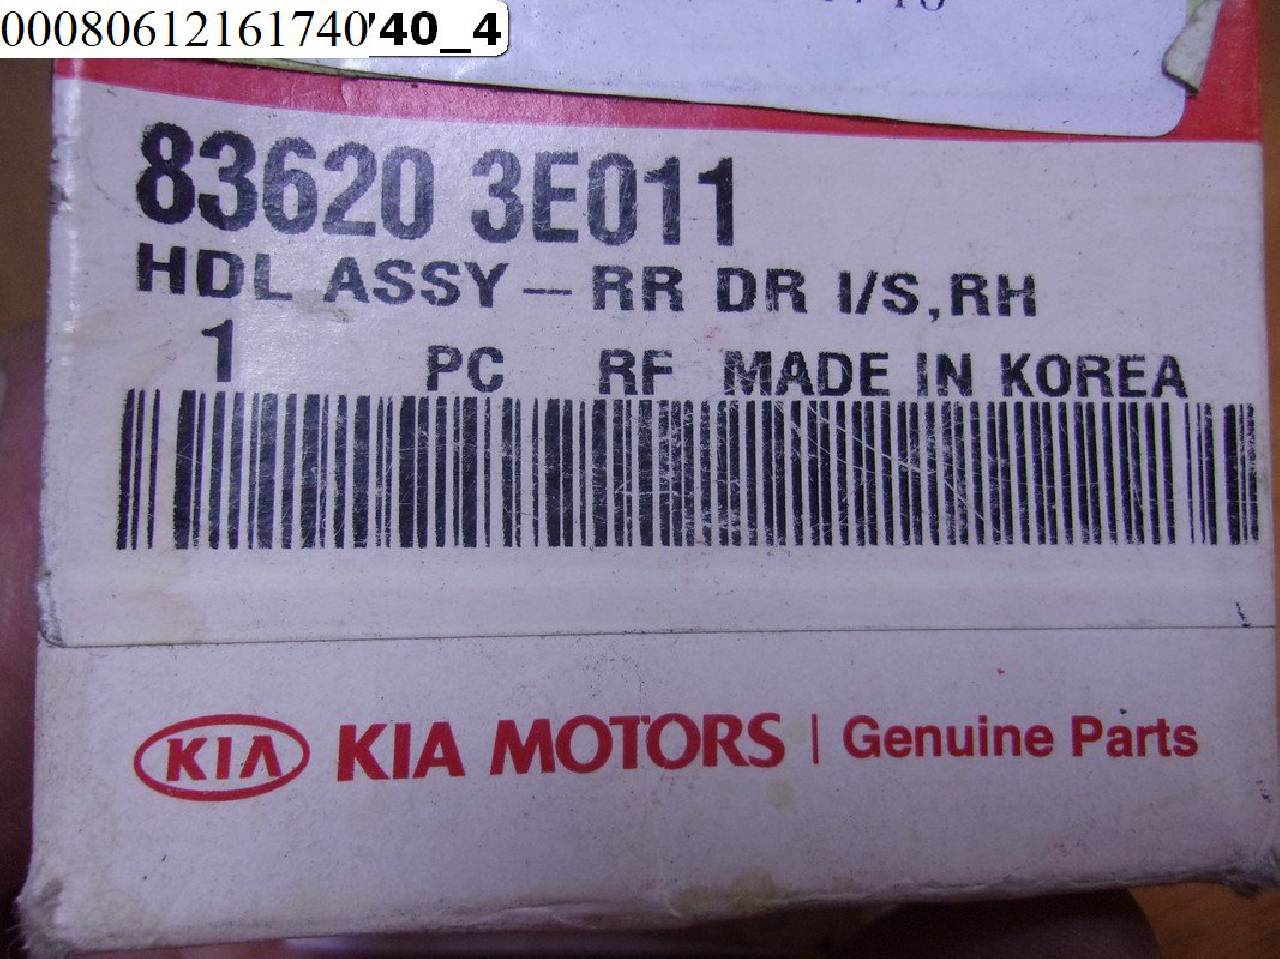 00080612161740'40_4
83620 3E011
HDL ASSY – RR DR I/S,RH
1 PC RF MADE IN KOREA
KIA KIA MOTORS | Genuine Parts